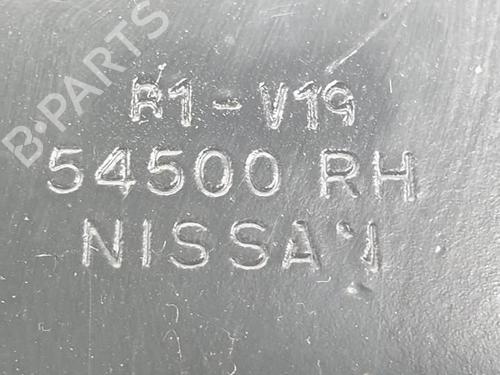 B-PARTS
R1-V19
54500 RH
NISSAN